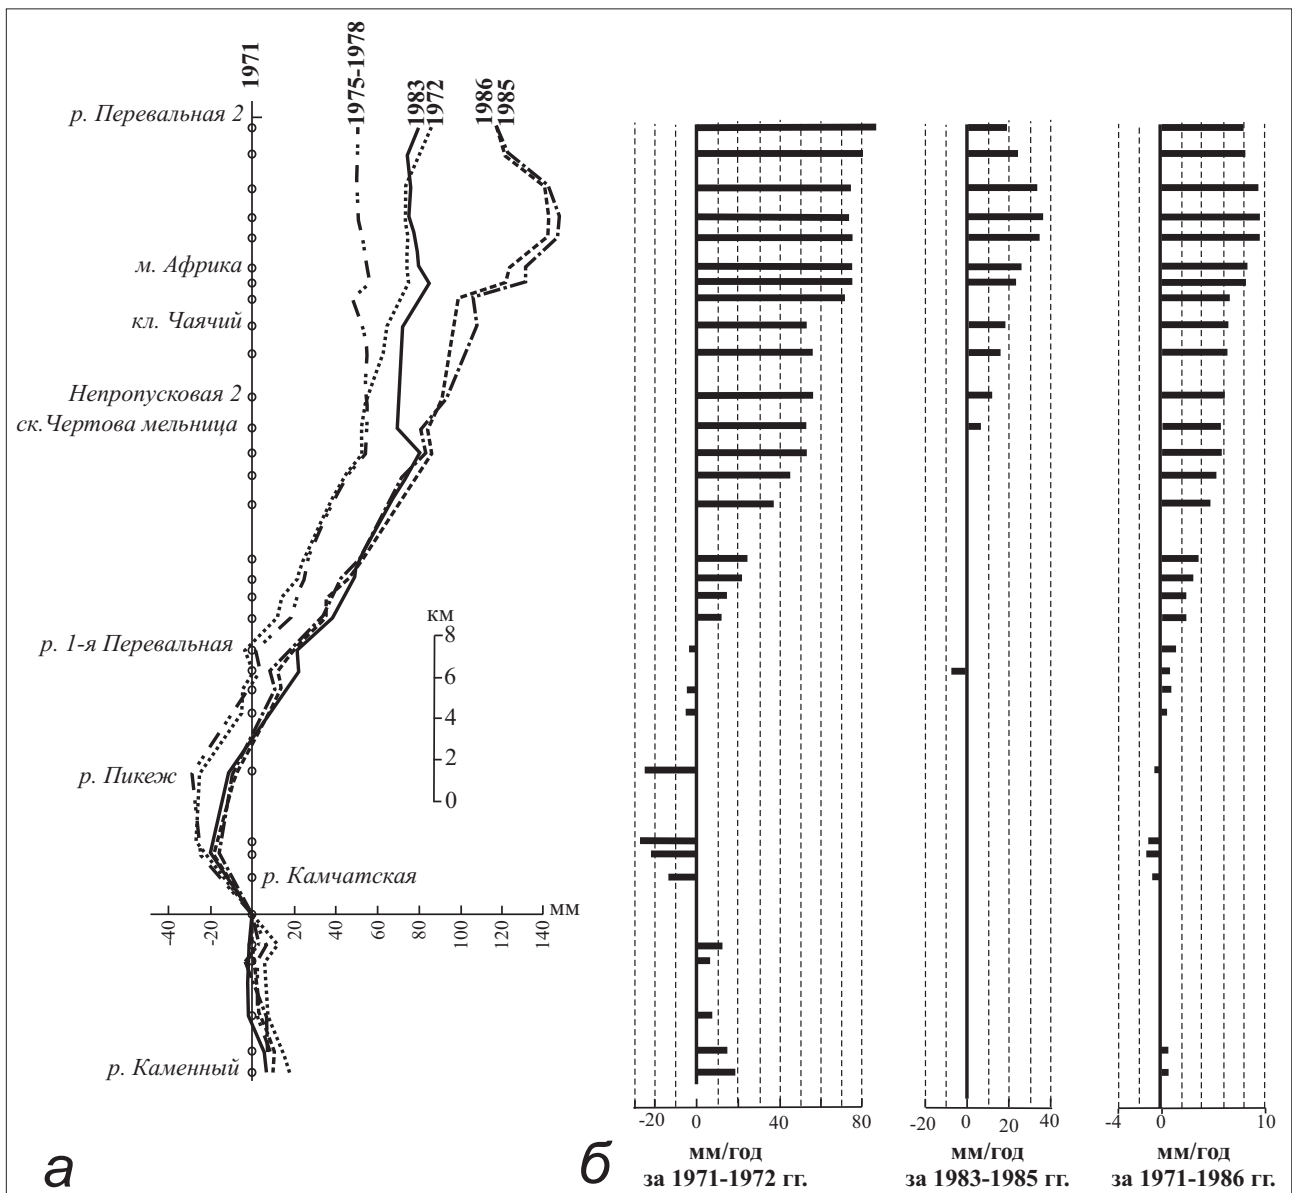 1971
1975-1978
1983
1972
1986
1985
р. Перевальная 2
м. Африка
кл. Чаячий
Непропусковая 2
ск.Чертова мельница
р. 1-я Перевальная
р. Пикеж
р. Камчатская
р. Каменный
км
8
6
4
2
0
мм
-40
-20
0
20
40
60
80
100
120
140
-20
0
40
80
мм/год
за 1971-1972 гг.
-20
0
20
40
мм/год
за 1983-1985 гг.
-4
0
10
мм/год
за 1971-1986 гг.
а
б